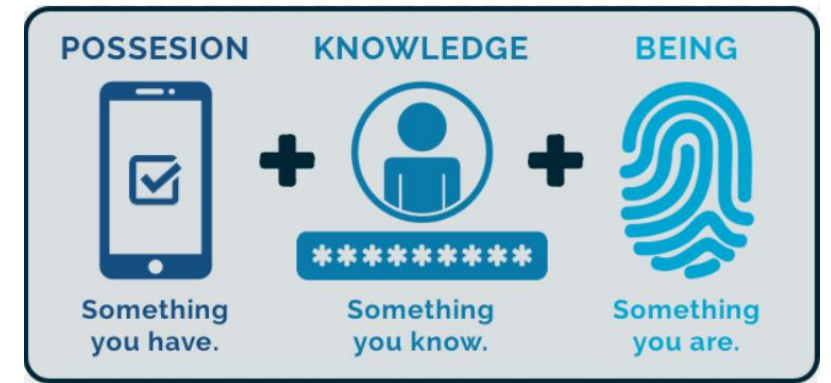 POSSESION
KNOWLEDGE
BEING
*********
Something
you have.
Something
you know.
Something
you are.